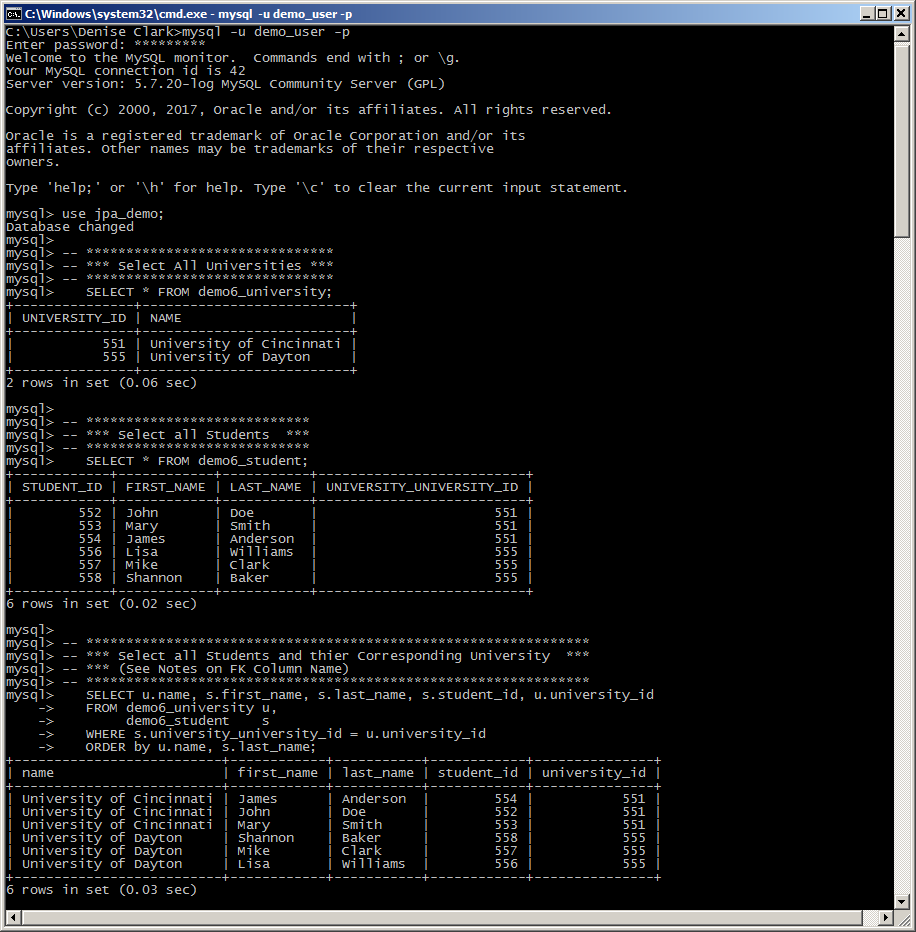 C:\Windows\system32\cmd.exe - mysql -u demo_user -p
C:\Users\Denise Clark>mysql -u demo_user -p
Enter password: *********
Welcome to the MySQL monitor.  Commands end with ; or \g.
Your MySQL connection id is 42
Server version: 5.7.20-log MySQL Community Server (GPL)

Copyright (c) 2000, 2017, Oracle and/or its affiliates. All rights reserved.

Oracle is a registered trademark of Oracle Corporation and/or its
affiliates. Other names may be trademarks of their respective
owners.

Type 'help;' or '\h' for help. Type '\c' to clear the current input statement.

mysql> use jpa_demo;
Database changed
mysql>
mysql> -- *******************************
mysql> -- *** Select All Universities ***
mysql> -- *******************************
mysql>    SELECT * FROM demo6_university;
+---------------+--------------------------+
| UNIVERSITY_ID | NAME                     |
+---------------+--------------------------+
|           551 | University of Cincinnati |
|           555 | University of Dayton     |
+---------------+--------------------------+
2 rows in set (0.06 sec)

mysql>
mysql> -- ****************************
mysql> -- *** Select all Students  ***
mysql> -- ****************************
mysql>    SELECT * FROM demo6_student;
+------------+------------+-----------+--------------------------+
| STUDENT_ID | FIRST_NAME | LAST_NAME | UNIVERSITY_UNIVERSITY_ID |
+------------+------------+-----------+--------------------------+
|        552 | John       | Doe       |                      551 |
|        553 | Mary       | Smith     |                      551 |
|        554 | James      | Anderson  |                      551 |
|        556 | Lisa       | Williams  |                      555 |
|        557 | Mike       | Clark     |                      555 |
|        558 | Shannon    | Baker     |                      555 |
+------------+------------+-----------+--------------------------+
6 rows in set (0.02 sec)

mysql>
mysql> -- ***************************************************************
mysql> -- *** Select all Students and thier Corresponding University  ***
mysql> -- *** (See Notes on FK Column Name)
mysql> -- ***************************************************************
mysql>    SELECT u.name, s.first_name, s.last_name, s.student_id, u.university_id
    ->    FROM demo6_university u,
    ->         demo6_student    s
    ->    WHERE s.university_university_id = u.university_id
    ->    ORDER by u.name, s.last_name;
+--------------------------+------------+-----------+------------+---------------+
| name                     | first_name | last_name | student_id | university_id |
+--------------------------+------------+-----------+------------+---------------+
| University of Cincinnati | James      | Anderson  |        554 |           551 |
| University of Cincinnati | John       | Doe       |        552 |           551 |
| University of Cincinnati | Mary       | Smith     |        553 |           551 |
| University of Dayton     | Shannon    | Baker     |        558 |           555 |
| University of Dayton     | Mike       | Clark     |        557 |           555 |
| University of Dayton     | Lisa       | Williams  |        556 |           555 |
+--------------------------+------------+-----------+------------+---------------+
6 rows in set (0.03 sec)